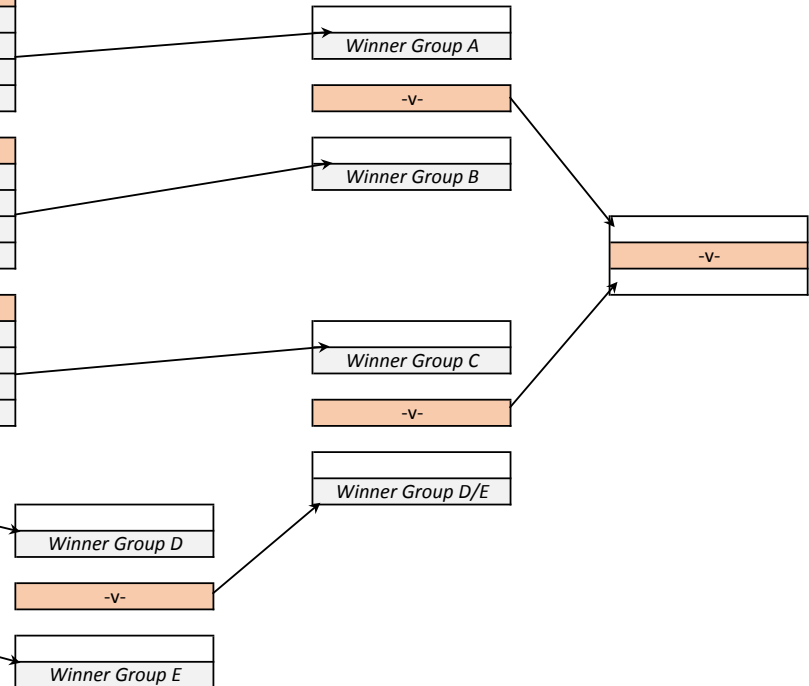 Winner Group A
-v-
Winner Group B
-v-
Winner Group C
-v-
Winner Group D/E
Winner Group D
-v-
Winner Group E